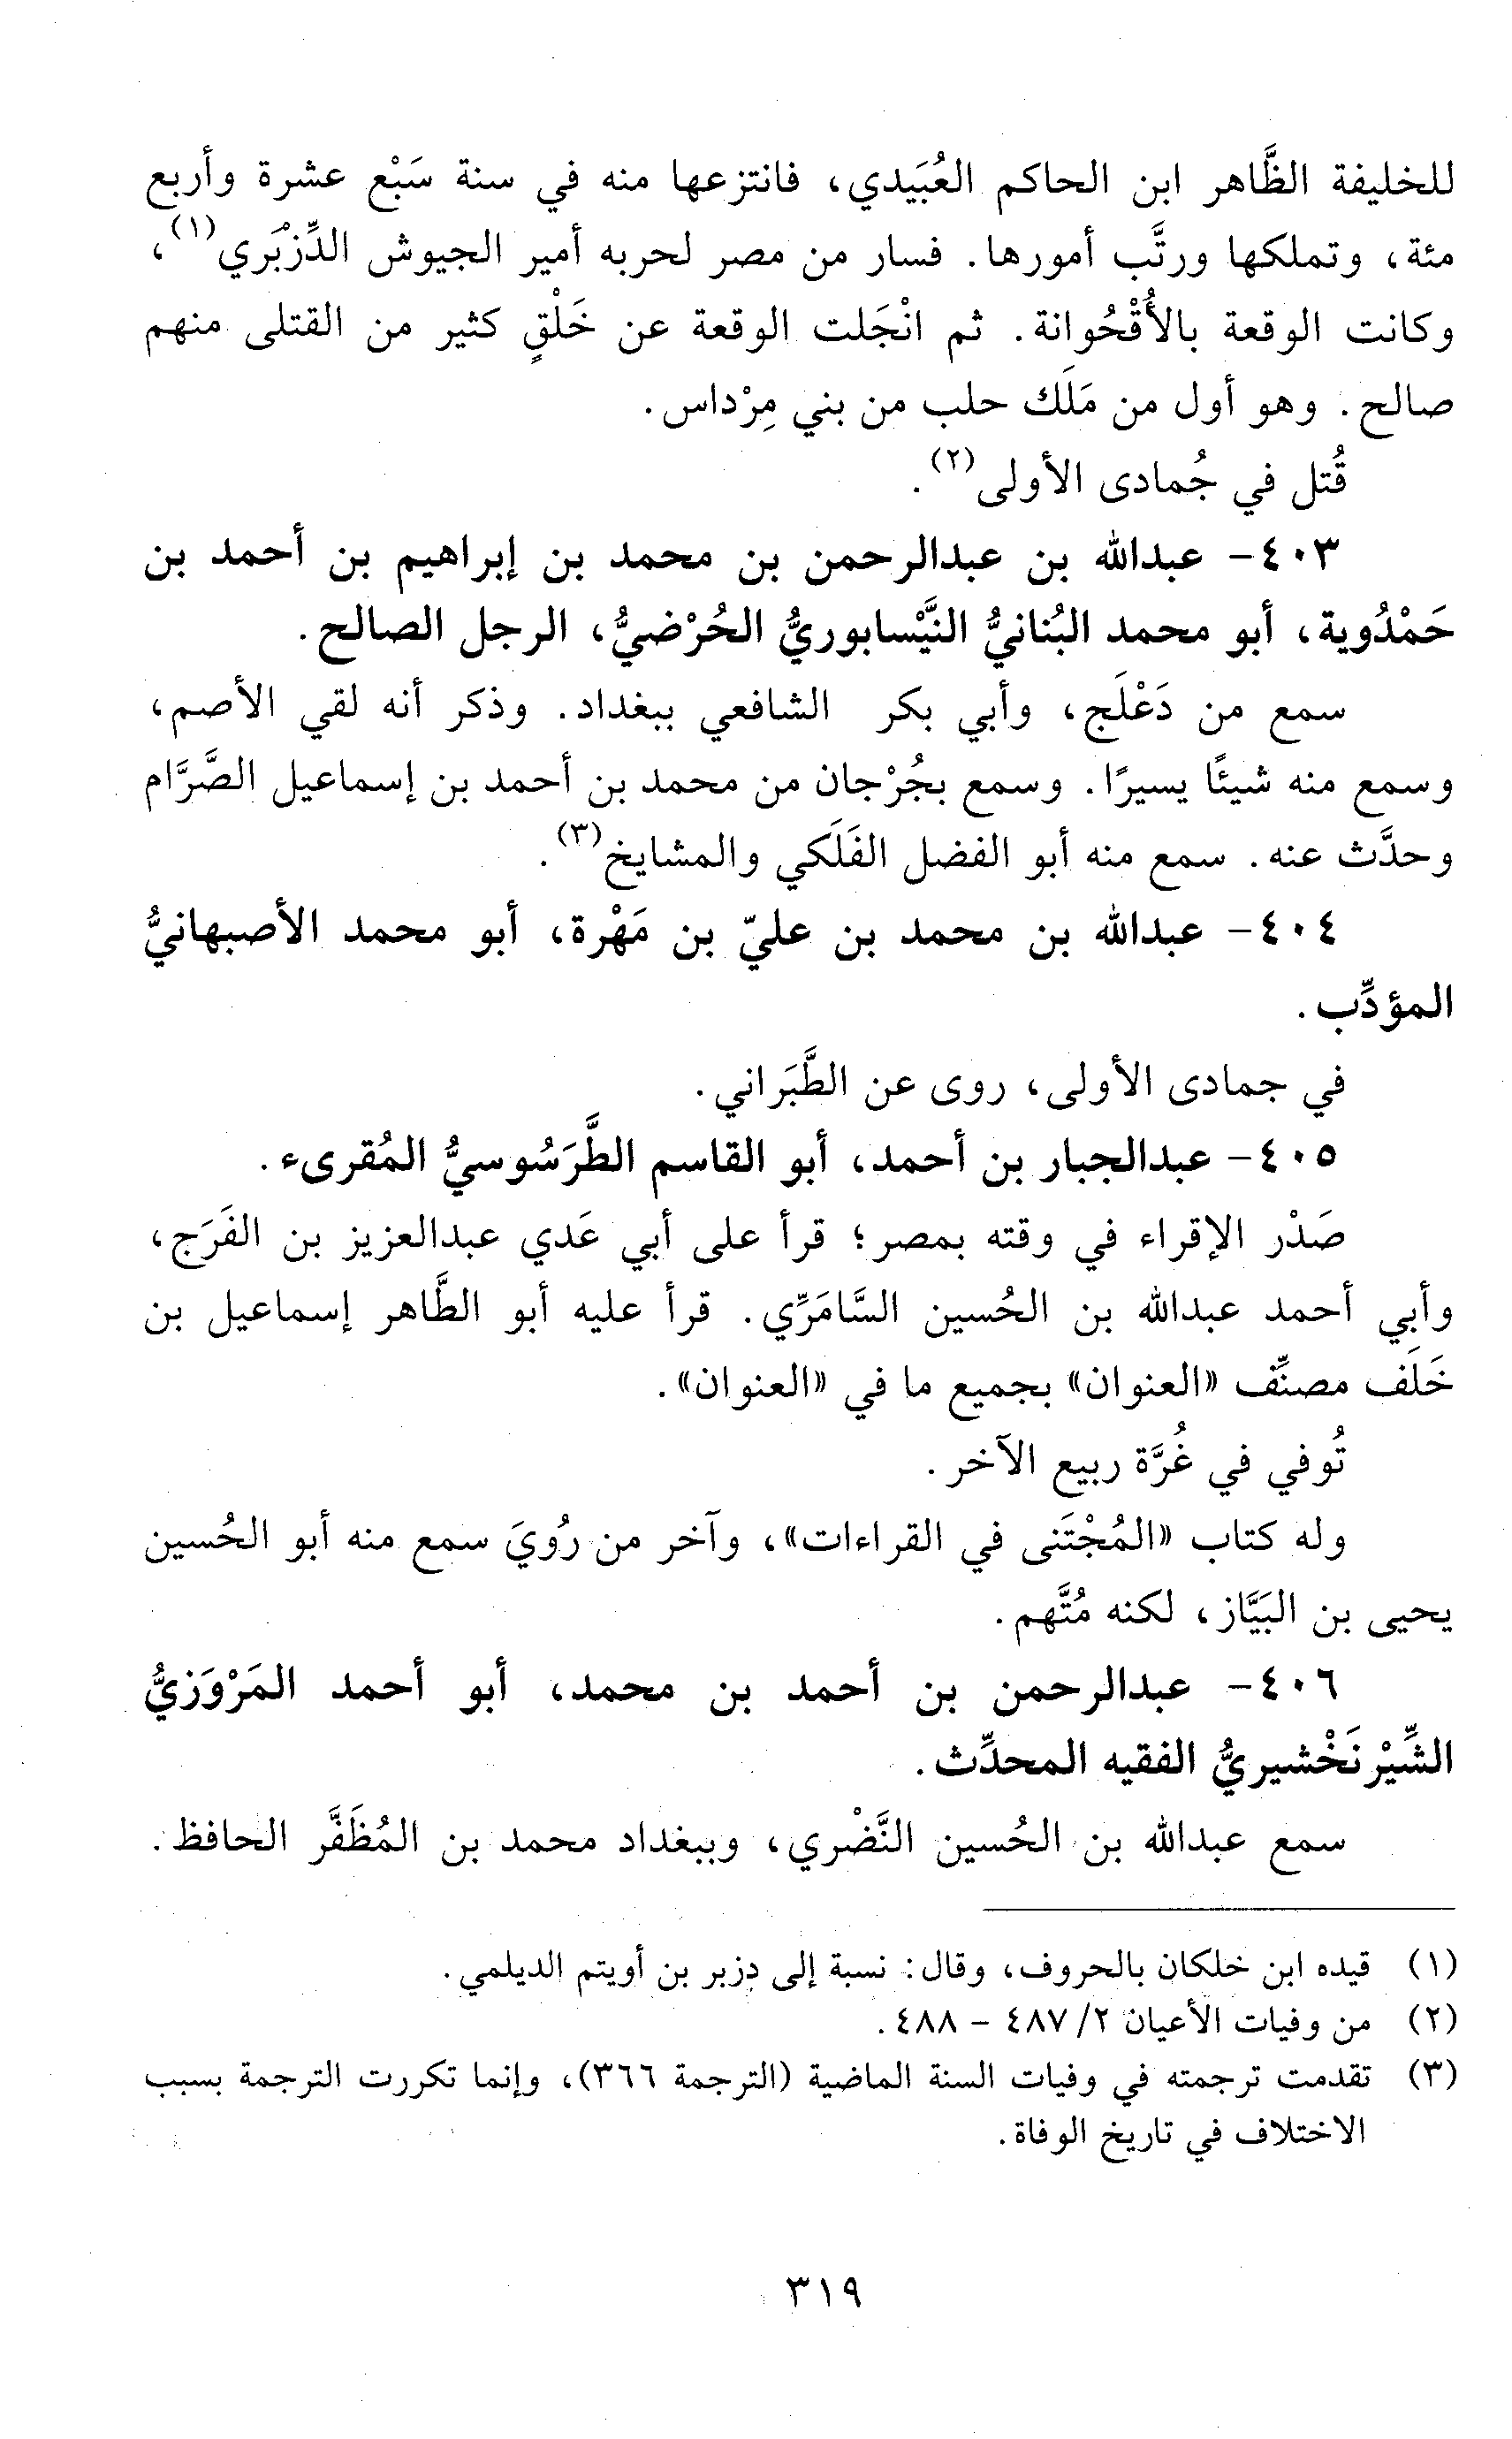 للخليفة الظَّاهر ابن الحاكم العُبَيدي، فانتزعها منه في سنة سَبْع عشرة وأربع
مئة، وتملكها ورتَّب أمورها. فسار من مصر لحربه أمير الجيوش الدِّزْبَري(١)،
وكانت الوقعة بالأُقْحُوانة. ثم انْجَلت الوقعة عن خَلْقٍ كثير من القتلى منهم
صالح. وهو أول من مَلَك حلب من بني مِرْداس.
قُتل في جُمادى الأولى(٢).
٤٠٣- عبدالله بن عبدالرحمن بن محمد بن إبراهيم بن أحمد بن
حَمْدُوية، أبو محمد البُنانيُّ النَّيْسابوريُّ الحُرْضيُّ، الرجل الصالح.
سمع من دَعْلَج، وأبي بكر الشافعي ببغداد. وذكر أنه لقي الأصم،
وسمع منه شيئًا يسيرًا. وسمع بجُرْجان من محمد بن أحمد بن إسماعيل الصَّرَّام
وحدَّث عنه. سمع منه أبو الفضل الفَلَكي والمشايخ(٣).
٤٠٤- عبدالله بن محمد بن عليّ بن مَهْرة، أبو محمد الأصبهانيُّ
المؤدِّب.
في جمادى الأولى، روى عن الطَّبَراني.
٤٠٥- عبدالجبار بن أحمد، أبو القاسم الطَّرَسُوسيُّ المُقرىء.
صَدْر الإقراء في وقته بمصر؛ قرأ على أبي عَدي عبدالعزيز بن الفَرَج،
وأبي أحمد عبدالله بن الحُسين السَّامَرِّي. قرأ عليه أبو الطَّاهر إسماعيل بن
خَلَف مصنِّف «العنوان» بجميع ما في «العنوان».
تُوفي في غُرَّة ربيع الآخر.
وله كتاب «المُجْتَنى في القراءات»، وآخر من رُويَ سمع منه أبو الحُسين
يحيى بن البَيَّاز، لكنه مُتَّهم.
٤٠٦- عبدالرحمن بن أحمد بن محمد، أبو أحمد المَرْوَزيُّ
الشِّيْرنَخْشيريُّ الفقيه المحدِّث.
سمع عبدالله بن الحُسين النَّضْري، وببغداد محمد بن المُظَفَّر الحافظ.
(١) قيده ابن خلكان بالحروف، وقال: نسبة إلى دِزبر بن أويتم الديلمي.
(٢) من وفيات الأعيان ٢/ ٤٨٧ - ٤٨٨.
(٣) تقدمت ترجمته في وفيات السنة الماضية (الترجمة ٣٦٦)، وإنما تكررت الترجمة بسبب
الاختلاف في تاريخ الوفاة.
٣١٩